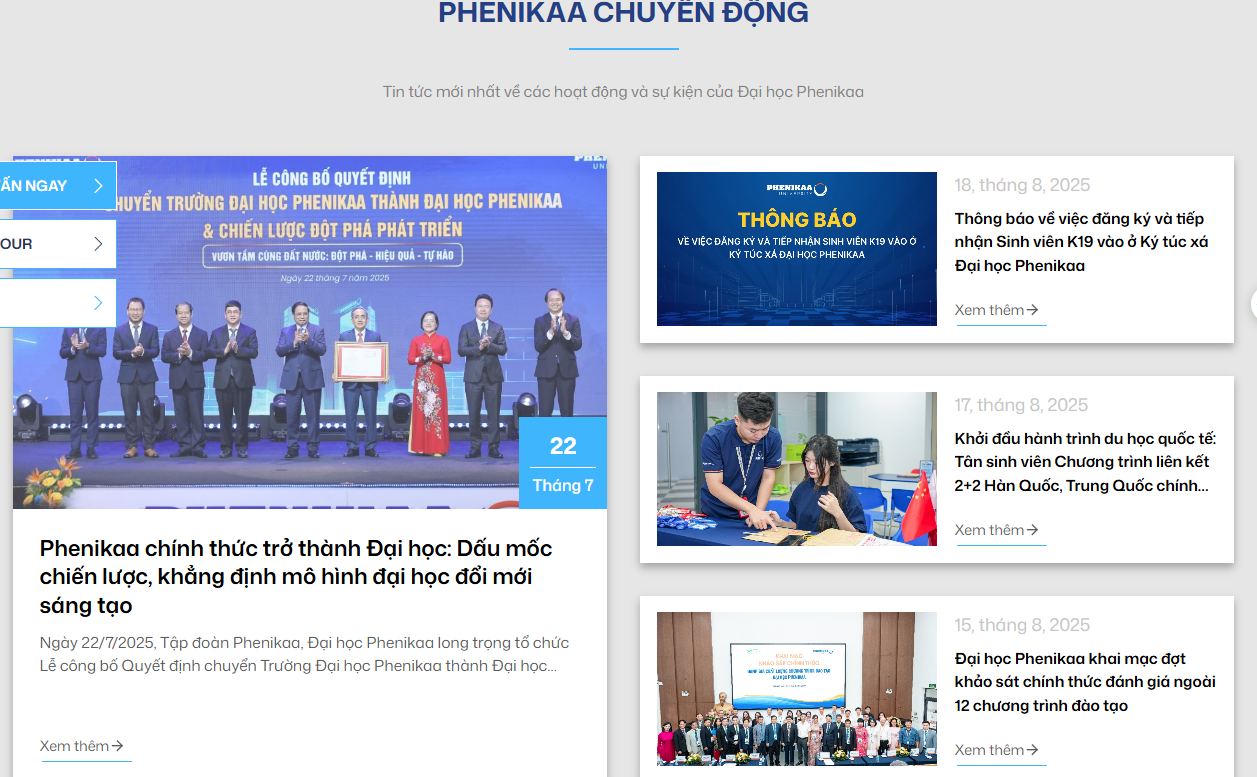 PHENIKAA CHUYỂN ĐỘNG
Tin tức mới nhất về các hoạt động và sự kiện của Đại học Phenikaa
ẤN NGAY
OUR
LỄ CÔNG BỐ QUYẾT ĐỊNH
CHUYỂN TRƯỜNG ĐẠI HỌC PHENIKAA THÀNH ĐẠI HỌC PHENIKAA
& CHIẾN LƯỢC ĐỘT PHÁ PHÁT TRIỂN
VƯƠN TẦM CÙNG ĐẤT NƯỚC: ĐỘT PHÁ - HIỆU QUẢ - TỰ HÀO
Ngày 22 tháng 7 năm 2025
22
Tháng 7
Phenikaa chính thức trở thành Đại học: Dấu mốc
chiến lược, khẳng định mô hình đại học đổi mới
sáng tạo
Ngày 22/7/2025, Tập đoàn Phenikaa, Đại học Phenikaa long trọng tổ chức
Lễ công bố Quyết định chuyển Trường Đại học Phenikaa thành Đại học...
Xem thêm
PHENIKAA
UNIVERSITY
THÔNG BÁO
VỀ VIỆC ĐĂNG KÝ VÀ TIẾP NHẬN SINH VIÊN K19 VÀO Ở
KÝ TÚC XÁ ĐẠI HỌC PHENIKAA
18, tháng 8, 2025
Thông báo về việc đăng ký và tiếp
nhận Sinh viên K19 vào ở Ký túc xá
Đại học Phenikaa
Xem thêm
17, tháng 8, 2025
Khởi đầu hành trình du học quốc tế:
Tân sinh viên Chương trình liên kết
2+2 Hàn Quốc, Trung Quốc chính...
Xem thêm
KHAI MẠC
KHẢO SÁT CHÍNH THỨC
ĐÁNH GIÁ CHẤT LƯỢNG CHƯƠNG TRÌNH ĐÀO TẠO
ĐẠI HỌC PHENIKAA
15, tháng 8, 2025
Đại học Phenikaa khai mạc đợt
khảo sát chính thức đánh giá ngoài
12 chương trình đào tạo
Xem thêm